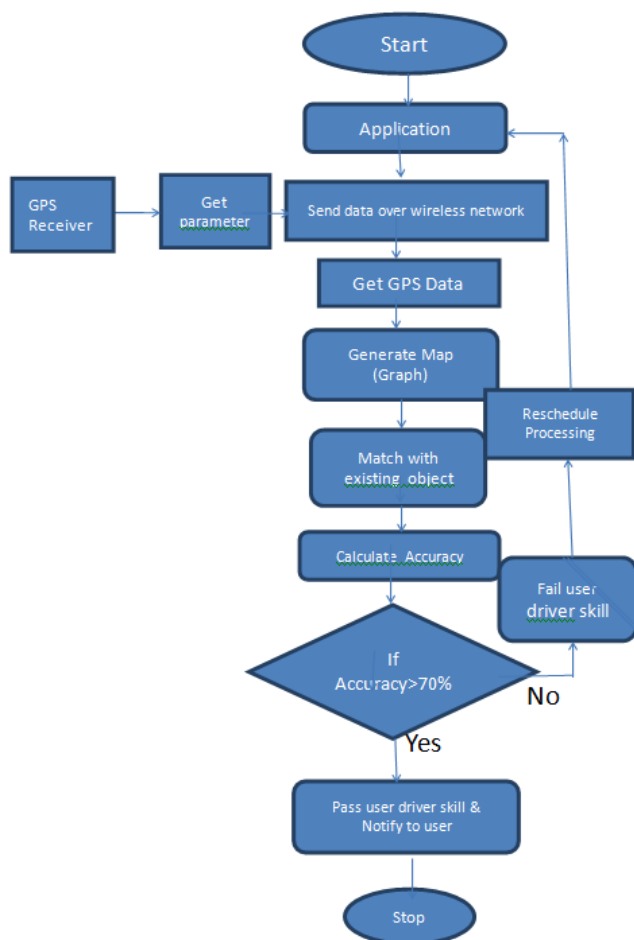 Start
Application
GPS
Receiver
Get
parameter
Send data over wireless network
Get GPS Data
Generate Map
(Graph)
Reschedule
Processing
Match with
existing object
Calculate Accuracy
Fail user
driver skill
If
Accuracy>70%
No
Yes
Pass user driver skill &
Notify to user
Stop